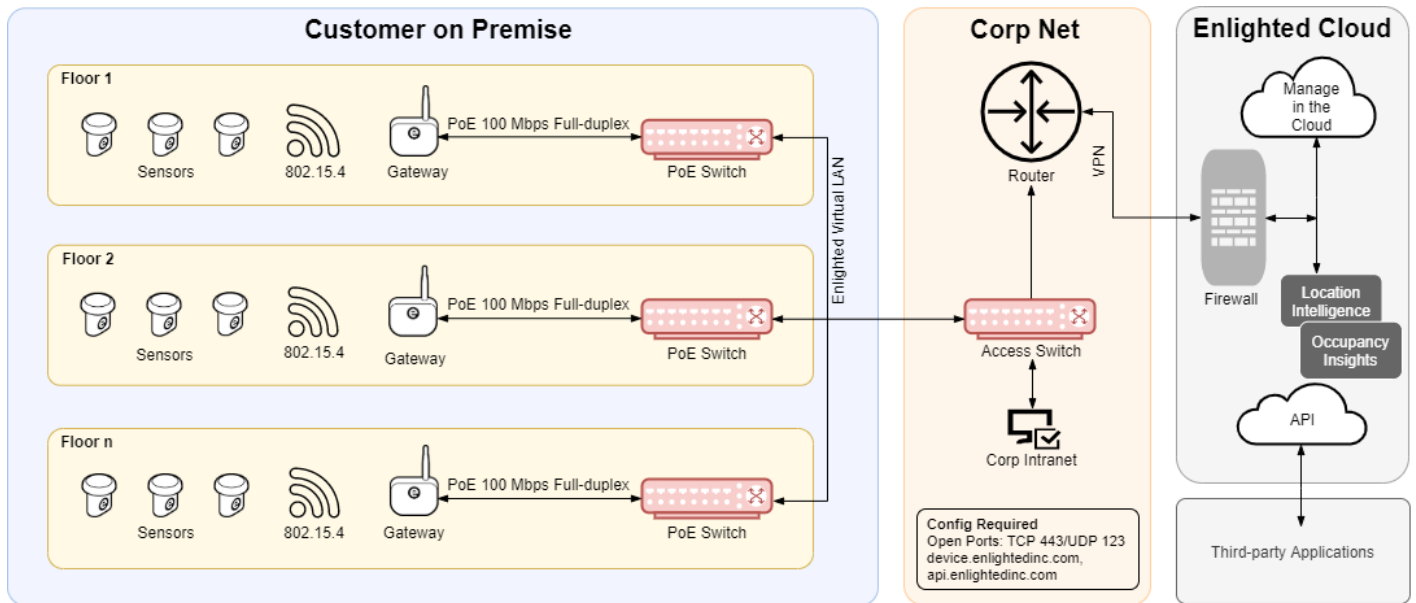 Customer on Premise
Floor 1
Sensors
802.15.4
Gateway
PoE 100 Mbps Full-duplex
PoE Switch
Floor 2
Sensors
802.15.4
Gateway
PoE 100 Mbps Full-duplex
PoE Switch
Floor n
Sensors
802.15.4
Gateway
PoE 100 Mbps Full-duplex
PoE Switch
Enlighted Virtual LAN
Corp Net
Router
VPN
Access Switch
Corp Intranet
Config Required
Open Ports: TCP 443/UDP 123
device.enlightedinc.com,
api.enlightedinc.com
Enlighted Cloud
Manage
in the
Cloud
Firewall
Location
Intelligence
Occupancy
Insights
API
Third-party Applications